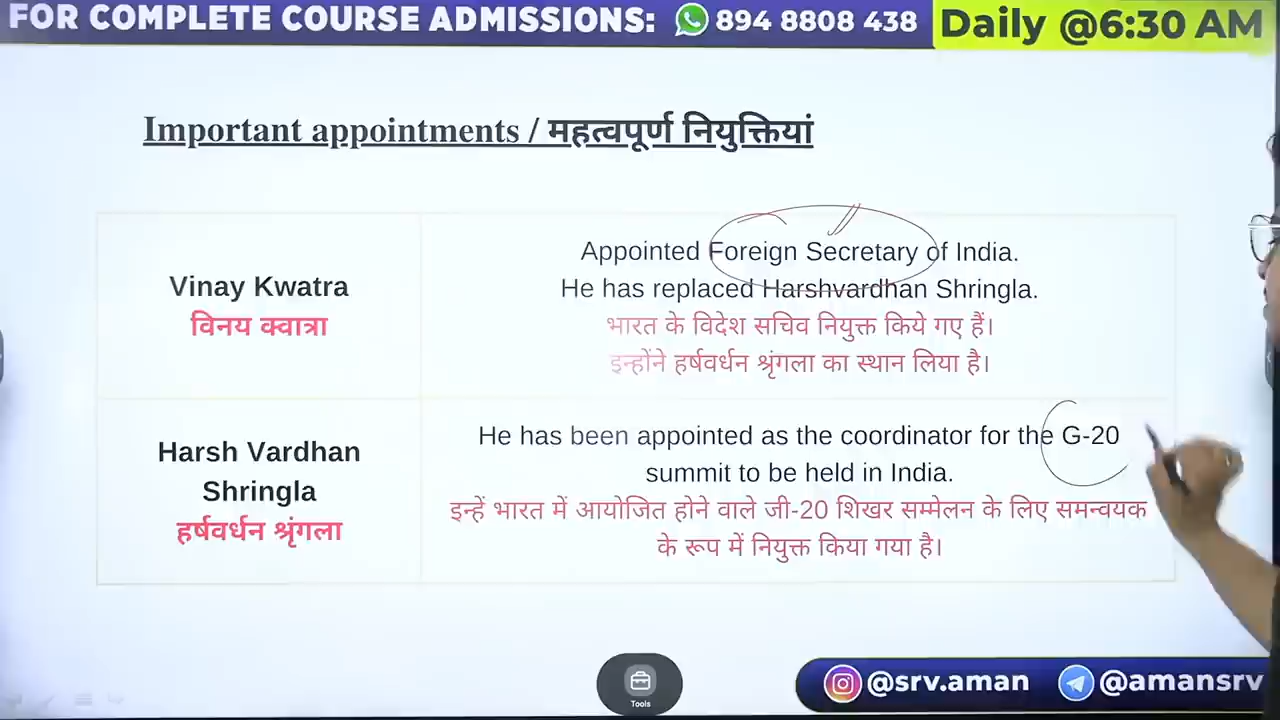 FOR COMPLETE COURSE ADMISSIONS: 894 8808 438
Daily @6:30 AM
Important appointments / महत्वपूर्ण नियुक्तियां
Vinay Kwatra
विनय क्वात्रा
Appointed Foreign Secretary of India.
He has replaced Harshvardhan Shringla.
भारत के विदेश सचिव नियुक्त किये गए हैं।
इन्होंने हर्षवर्धन श्रृंगला का स्थान लिया है।
Harsh Vardhan
Shringla
हर्षवर्धन श्रृंगला
He has been appointed as the coordinator for the G-20
summit to be held in India.
इन्हें भारत में आयोजित होने वाले जी-20 शिखर सम्मेलन के लिए समन्वयक
के रूप में नियुक्त किया गया है।
Tools
@srv.aman
@amansrv